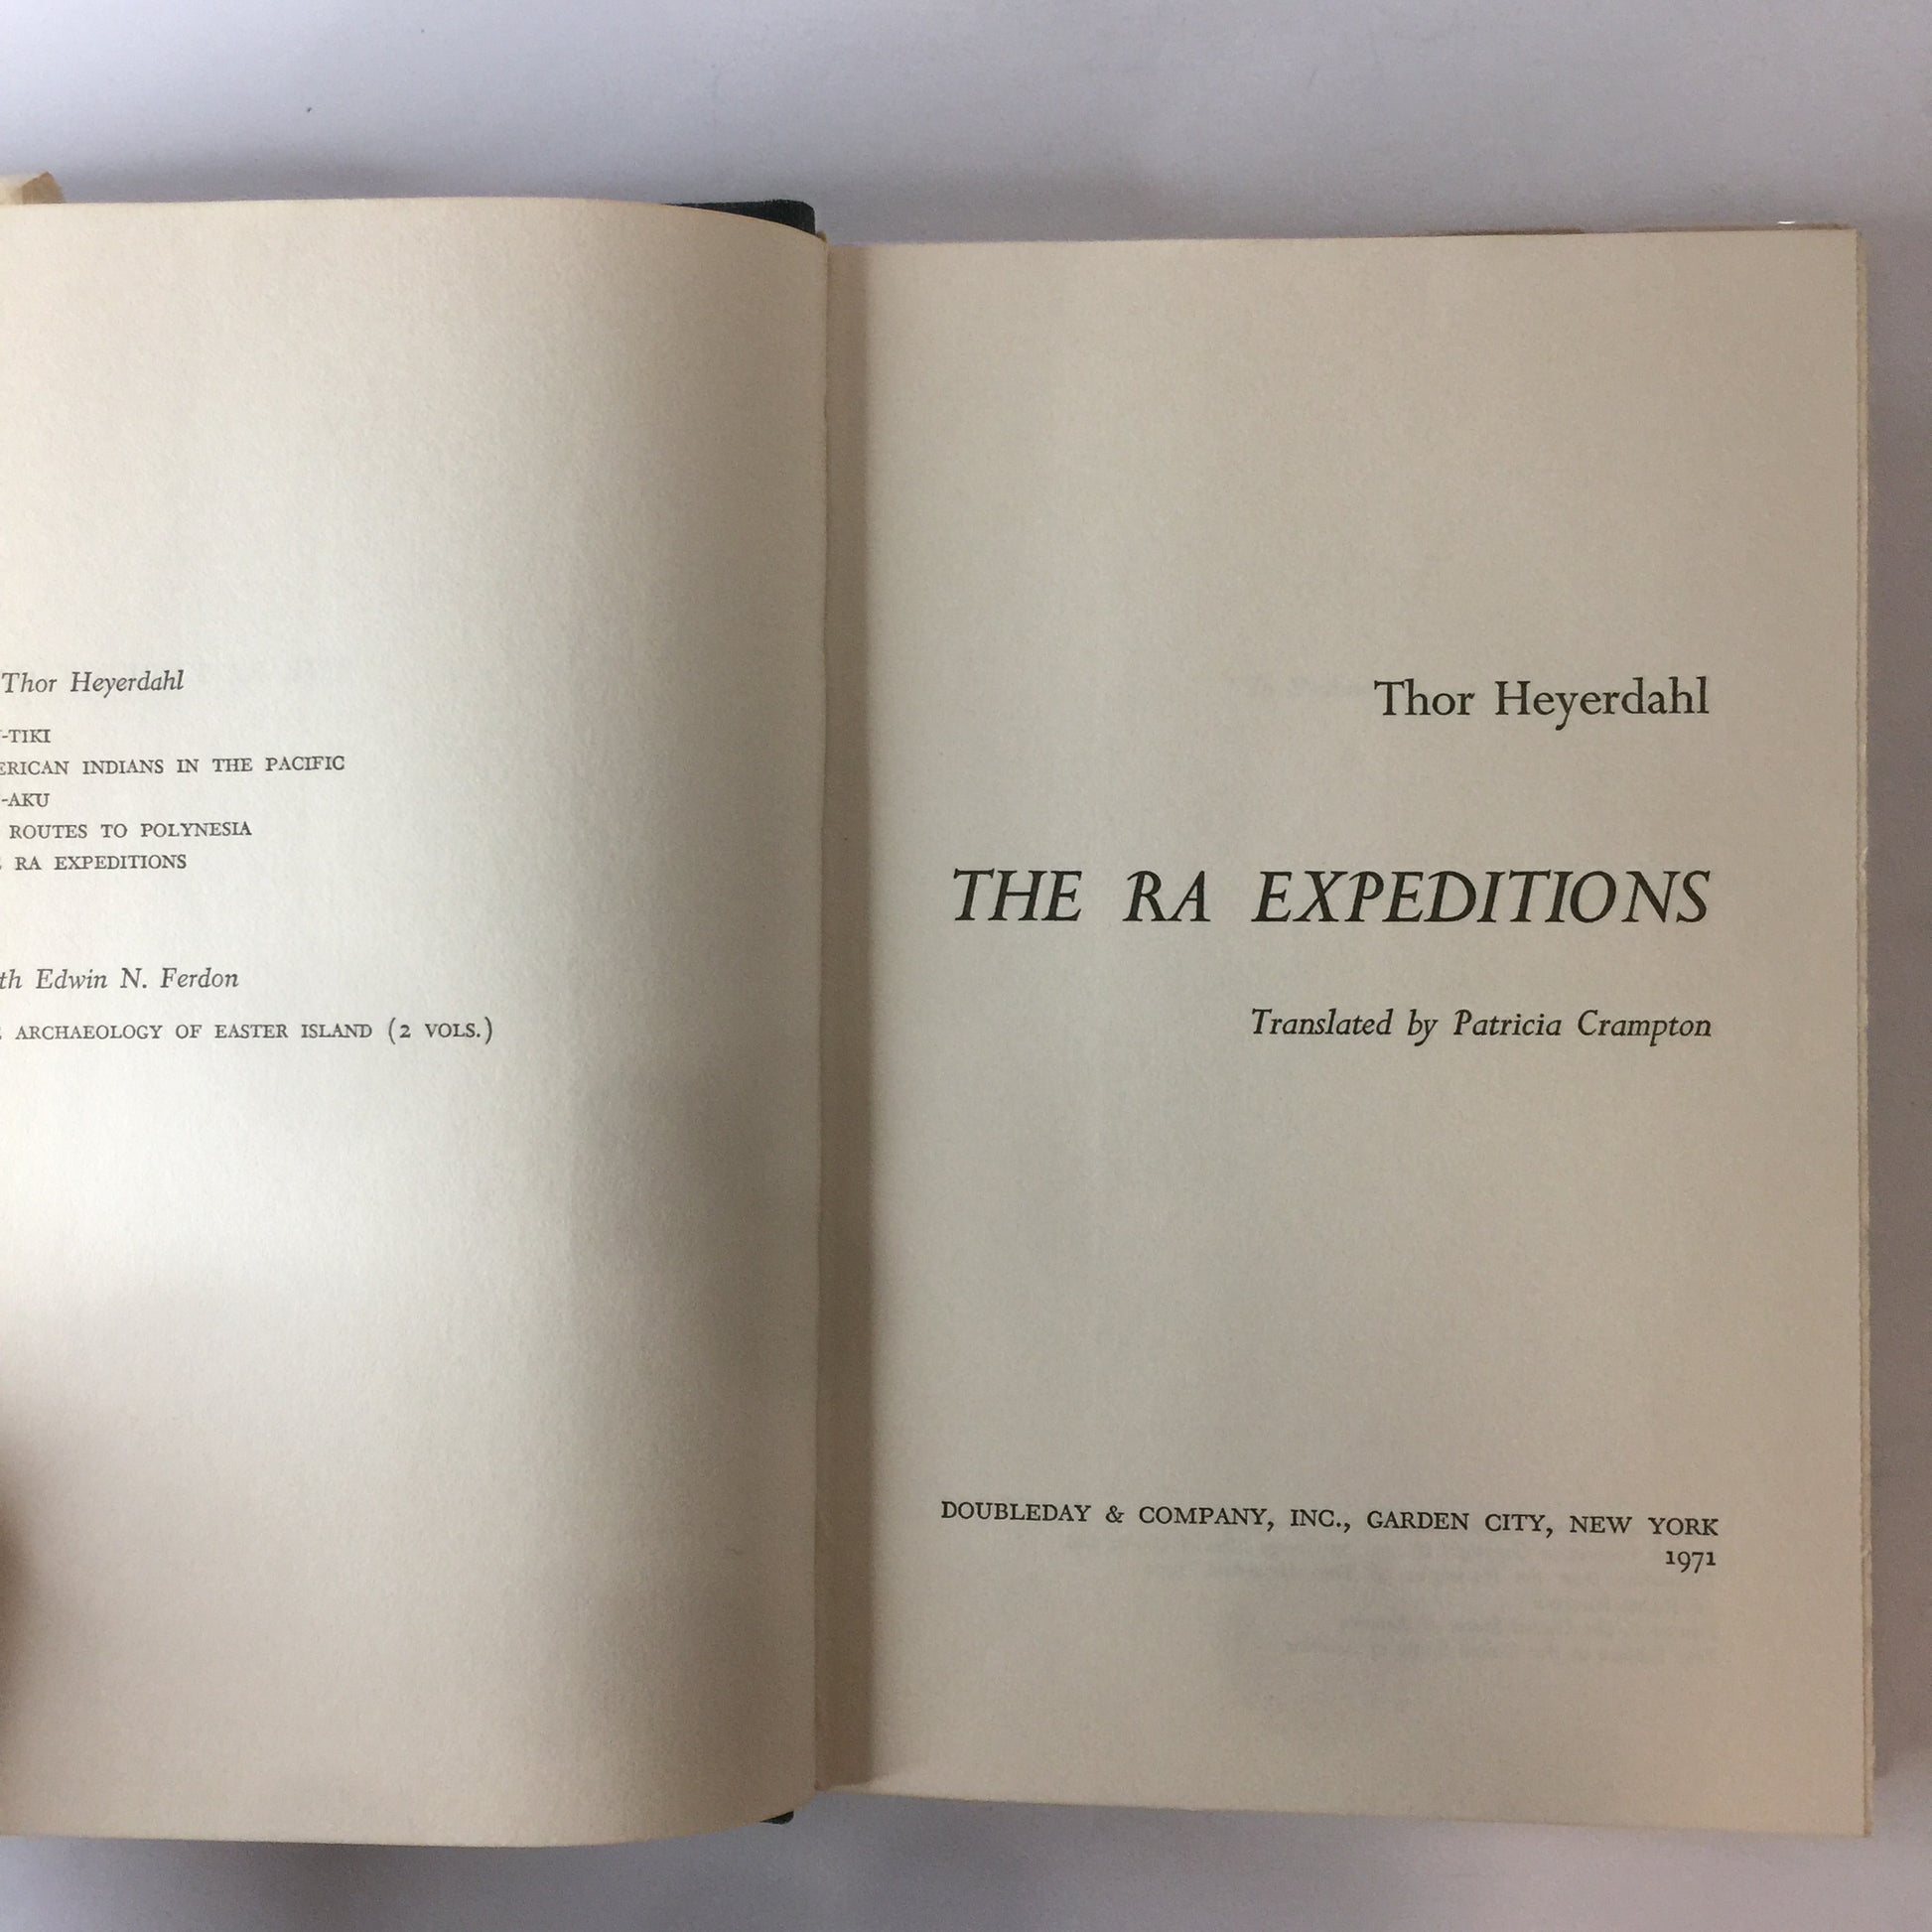 Thor Heyerdahl
-TIKI
ERICAN INDIANS IN THE PACIFIC
-AKU
ROUTES TO POLYNESIA
RA EXPEDITIONS
th Edwin N. Ferdon
ARCHAEOLOGY OF EASTER ISLAND (2 VOLS.)
Thor Heyerdahl
THE RA EXPEDITIONS
Translated by Patricia Crampton
DOUBLEDAY & COMPANY, INC., GARDEN CITY, NEW YORK
1971